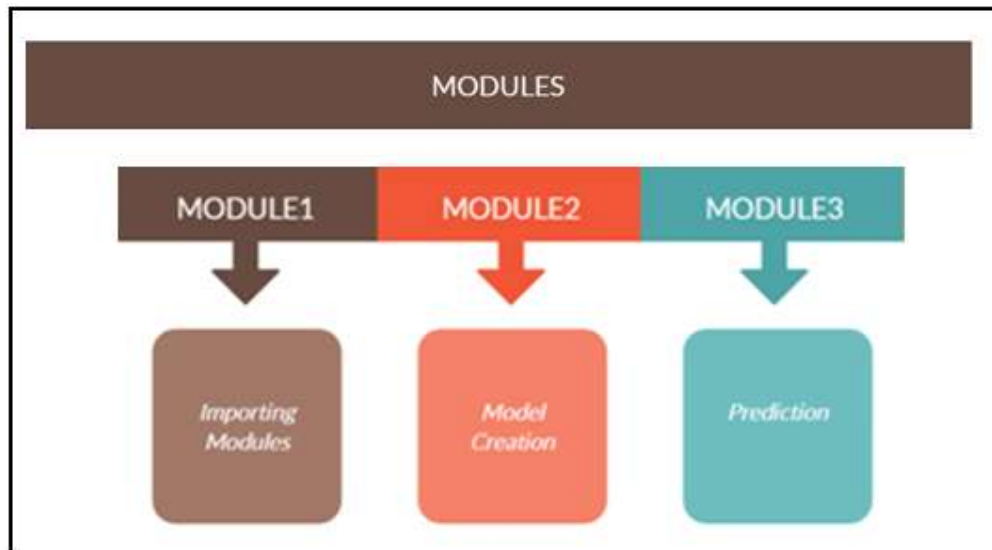 MODULES
MODULE1
MODULE2
MODULE3
Importing
Modules
Model
Creation
Prediction